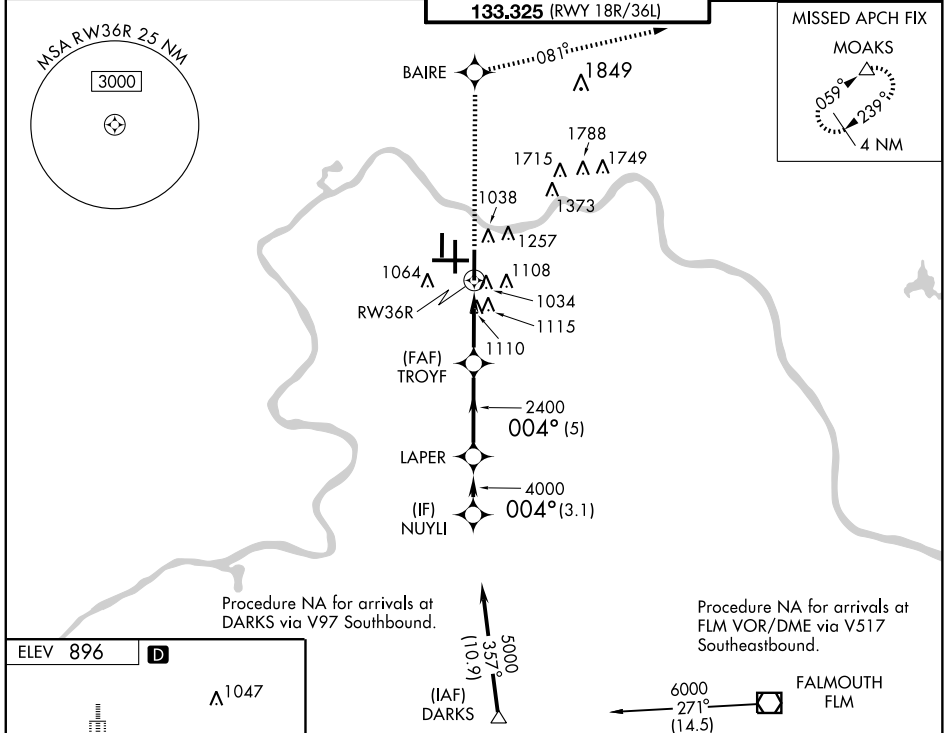 133.325 (RWY 18R/36L)
MSA RW36R 25 NM
3000
MISSED APCH FIX
MOAKS
059°
239°
4 NM
BAIRE
081°
1849
1788
1715
1749
1373
1038
1257
1064
1108
RW36R
1034
1115
1110
(FAF)
TROYF
2400
004° (5)
LAPER
4000
004° (3.1)
(IF)
NUYLI
Procedure NA for arrivals at
DARKS via V97 Southbound.
Procedure NA for arrivals at
FLM VOR/DME via V517
Southeastbound.
ELEV 896
D
1047
5000
357°
(10.9)
(IAF)
DARKS
6000
271°
(14.5)
FALMOUTH
FLM